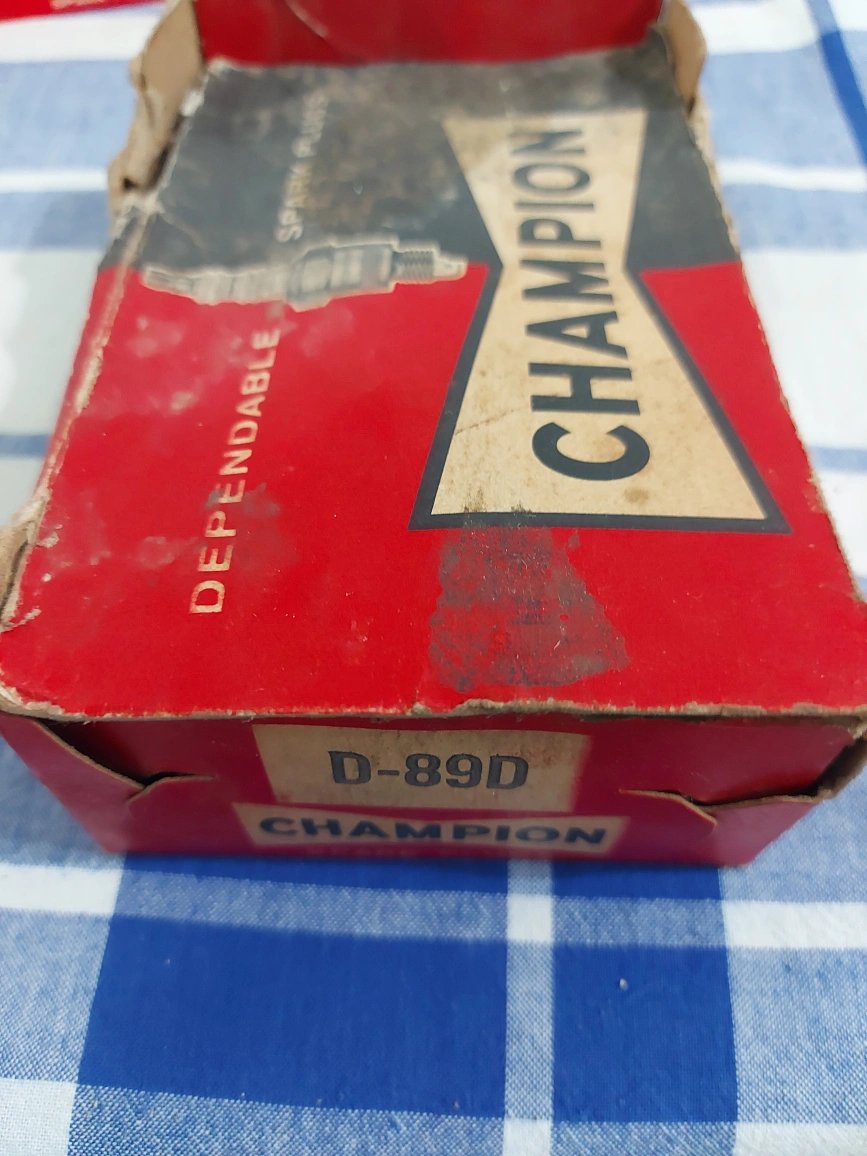 CHAMPION
DEPENDABLE SPARK PLUGS
D-89D
CHAMPION